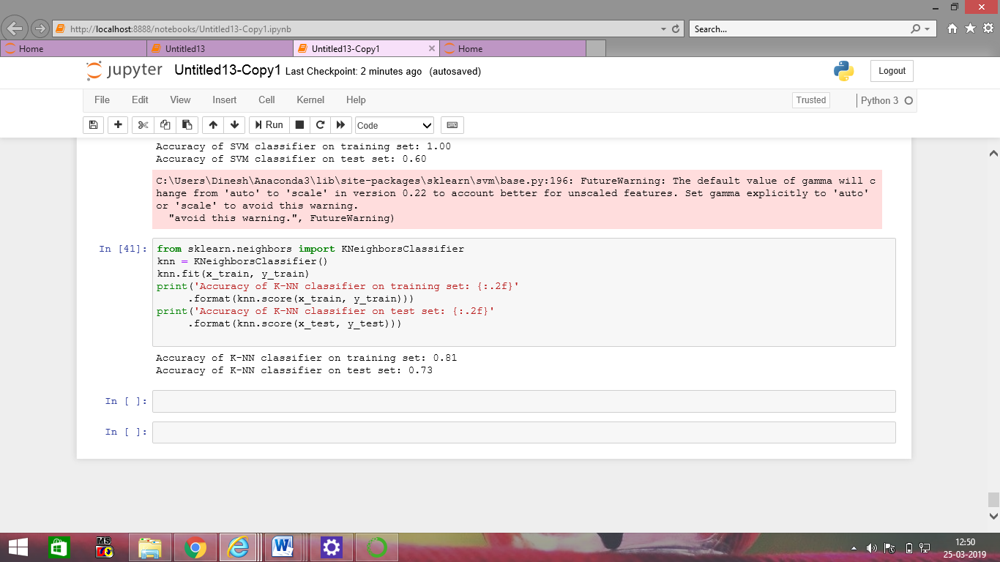 http://localhost:8888/notebooks/Untitled13-Copy1.ipynb
Search...
Home
Untitled13
Untitled13-Copy1
Home
jupyter Untitled13-Copy1 Last Checkpoint: 2 minutes ago (autosaved)
Logout
File Edit View Insert Cell Kernel Help
Trusted
Python 3
Run
Code
Accuracy of SVM classifier on training set: 1.00
Accuracy of SVM classifier on test set: 0.60
C:\Users\Dinesh\Anaconda3\lib\site-packages\sklearn\svm\base.py:196: FutureWarning: The default value of gamma will c
hange from 'auto' to 'scale' in version 0.22 to account better for unscaled features. Set gamma explicitly to 'auto'
or 'scale' to avoid this warning.
  "avoid this warning.", FutureWarning)
In [41]: from sklearn.neighbors import KNeighborsClassifier
knn = KNeighborsClassifier()
knn.fit(x_train, y_train)
print('Accuracy of K-NN classifier on training set: {:.2f}'
     .format(knn.score(x_train, y_train)))
print('Accuracy of K-NN classifier on test set: {:.2f}'
     .format(knn.score(x_test, y_test)))
Accuracy of K-NN classifier on training set: 0.81
Accuracy of K-NN classifier on test set: 0.73
In [ ]:
In [ ]:
MS
12:50
25-03-2019